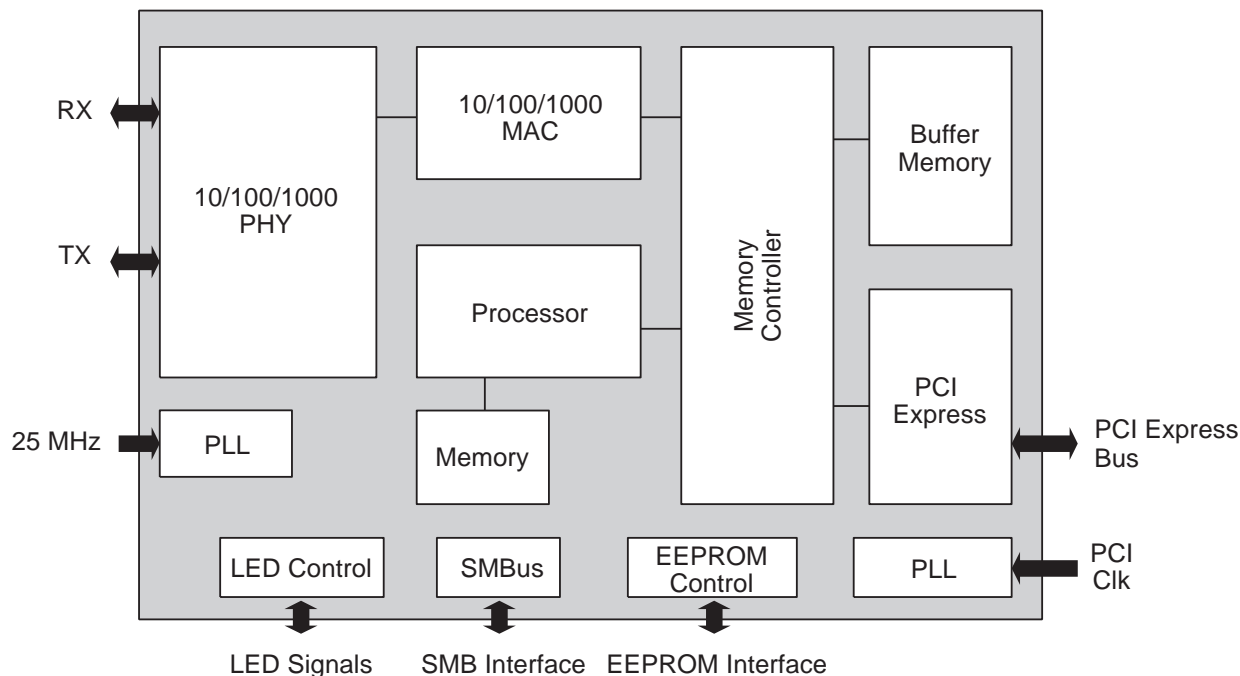 RX
TX
25 MHz
10/100/1000
PHY
10/100/1000
MAC
Processor
Memory
PLL
Memory
Controller
Buffer
Memory
PCI
Express
PCI Express
Bus
LED Control
SMBus
EEPROM
Control
PLL
PCI
Clk
LED Signals
SMB Interface
EEPROM Interface